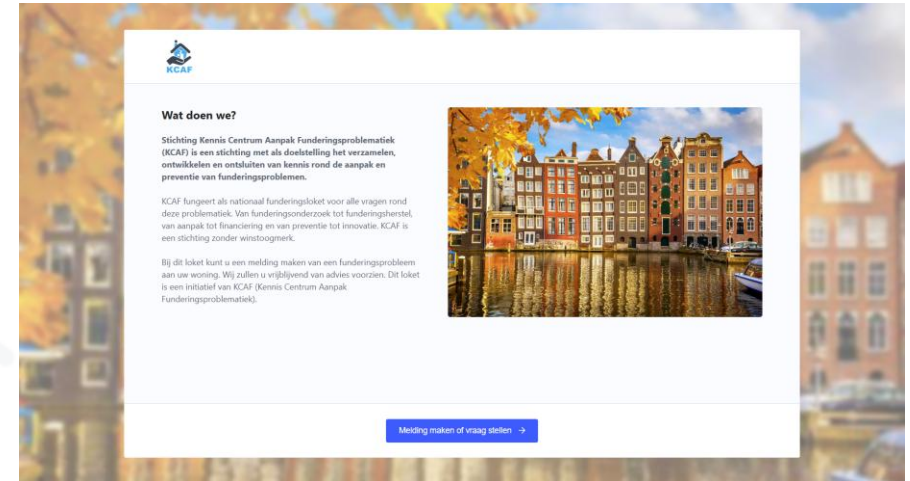 KCAF
Wat doen we?
Stichting Kennis Centrum Aanpak Funderingsproblematiek
(KCAF) is een stichting met als doelstelling het verzamelen,
ontwikkelen en ontsluiten van kennis rond de aanpak en
preventie van funderingsproblemen.
KCAF fungeert als nationaal funderingsloket voor alle vragen rond
deze problematiek. Van funderingsonderzoek tot funderingsherstel,
van aanpak tot financiering en van preventie tot innovatie. KCAF is
een stichting zonder winstoogmerk.
Bij dit loket kunt u een melding maken van een funderingsprobleem
aan uw woning. Wij zullen u vrijblijvend van advies voorzien. Dit loket
is een initiatief van KCAF (Kennis Centrum Aanpak
Funderingsproblematiek).
Melding maken of vraag stellen →